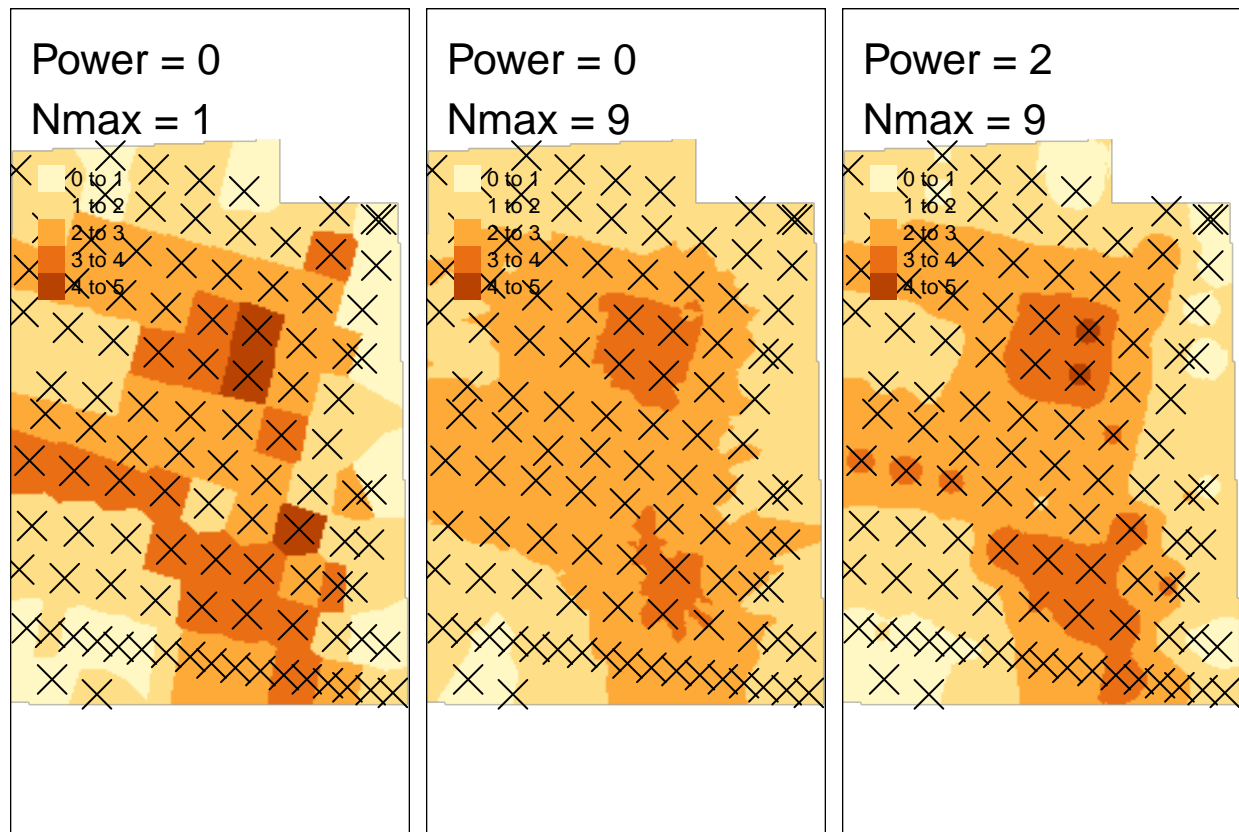 Power = 0
Nmax = 1
0 to 1
1 to 2
2 to 3
3 to 4
4 to 5
Power = 0
Nmax = 9
0 to 1
1 to 2
2 to 3
3 to 4
4 to 5
Power = 2
Nmax = 9
0 to 1
1 to 2
2 to 3
3 to 4
4 to 5